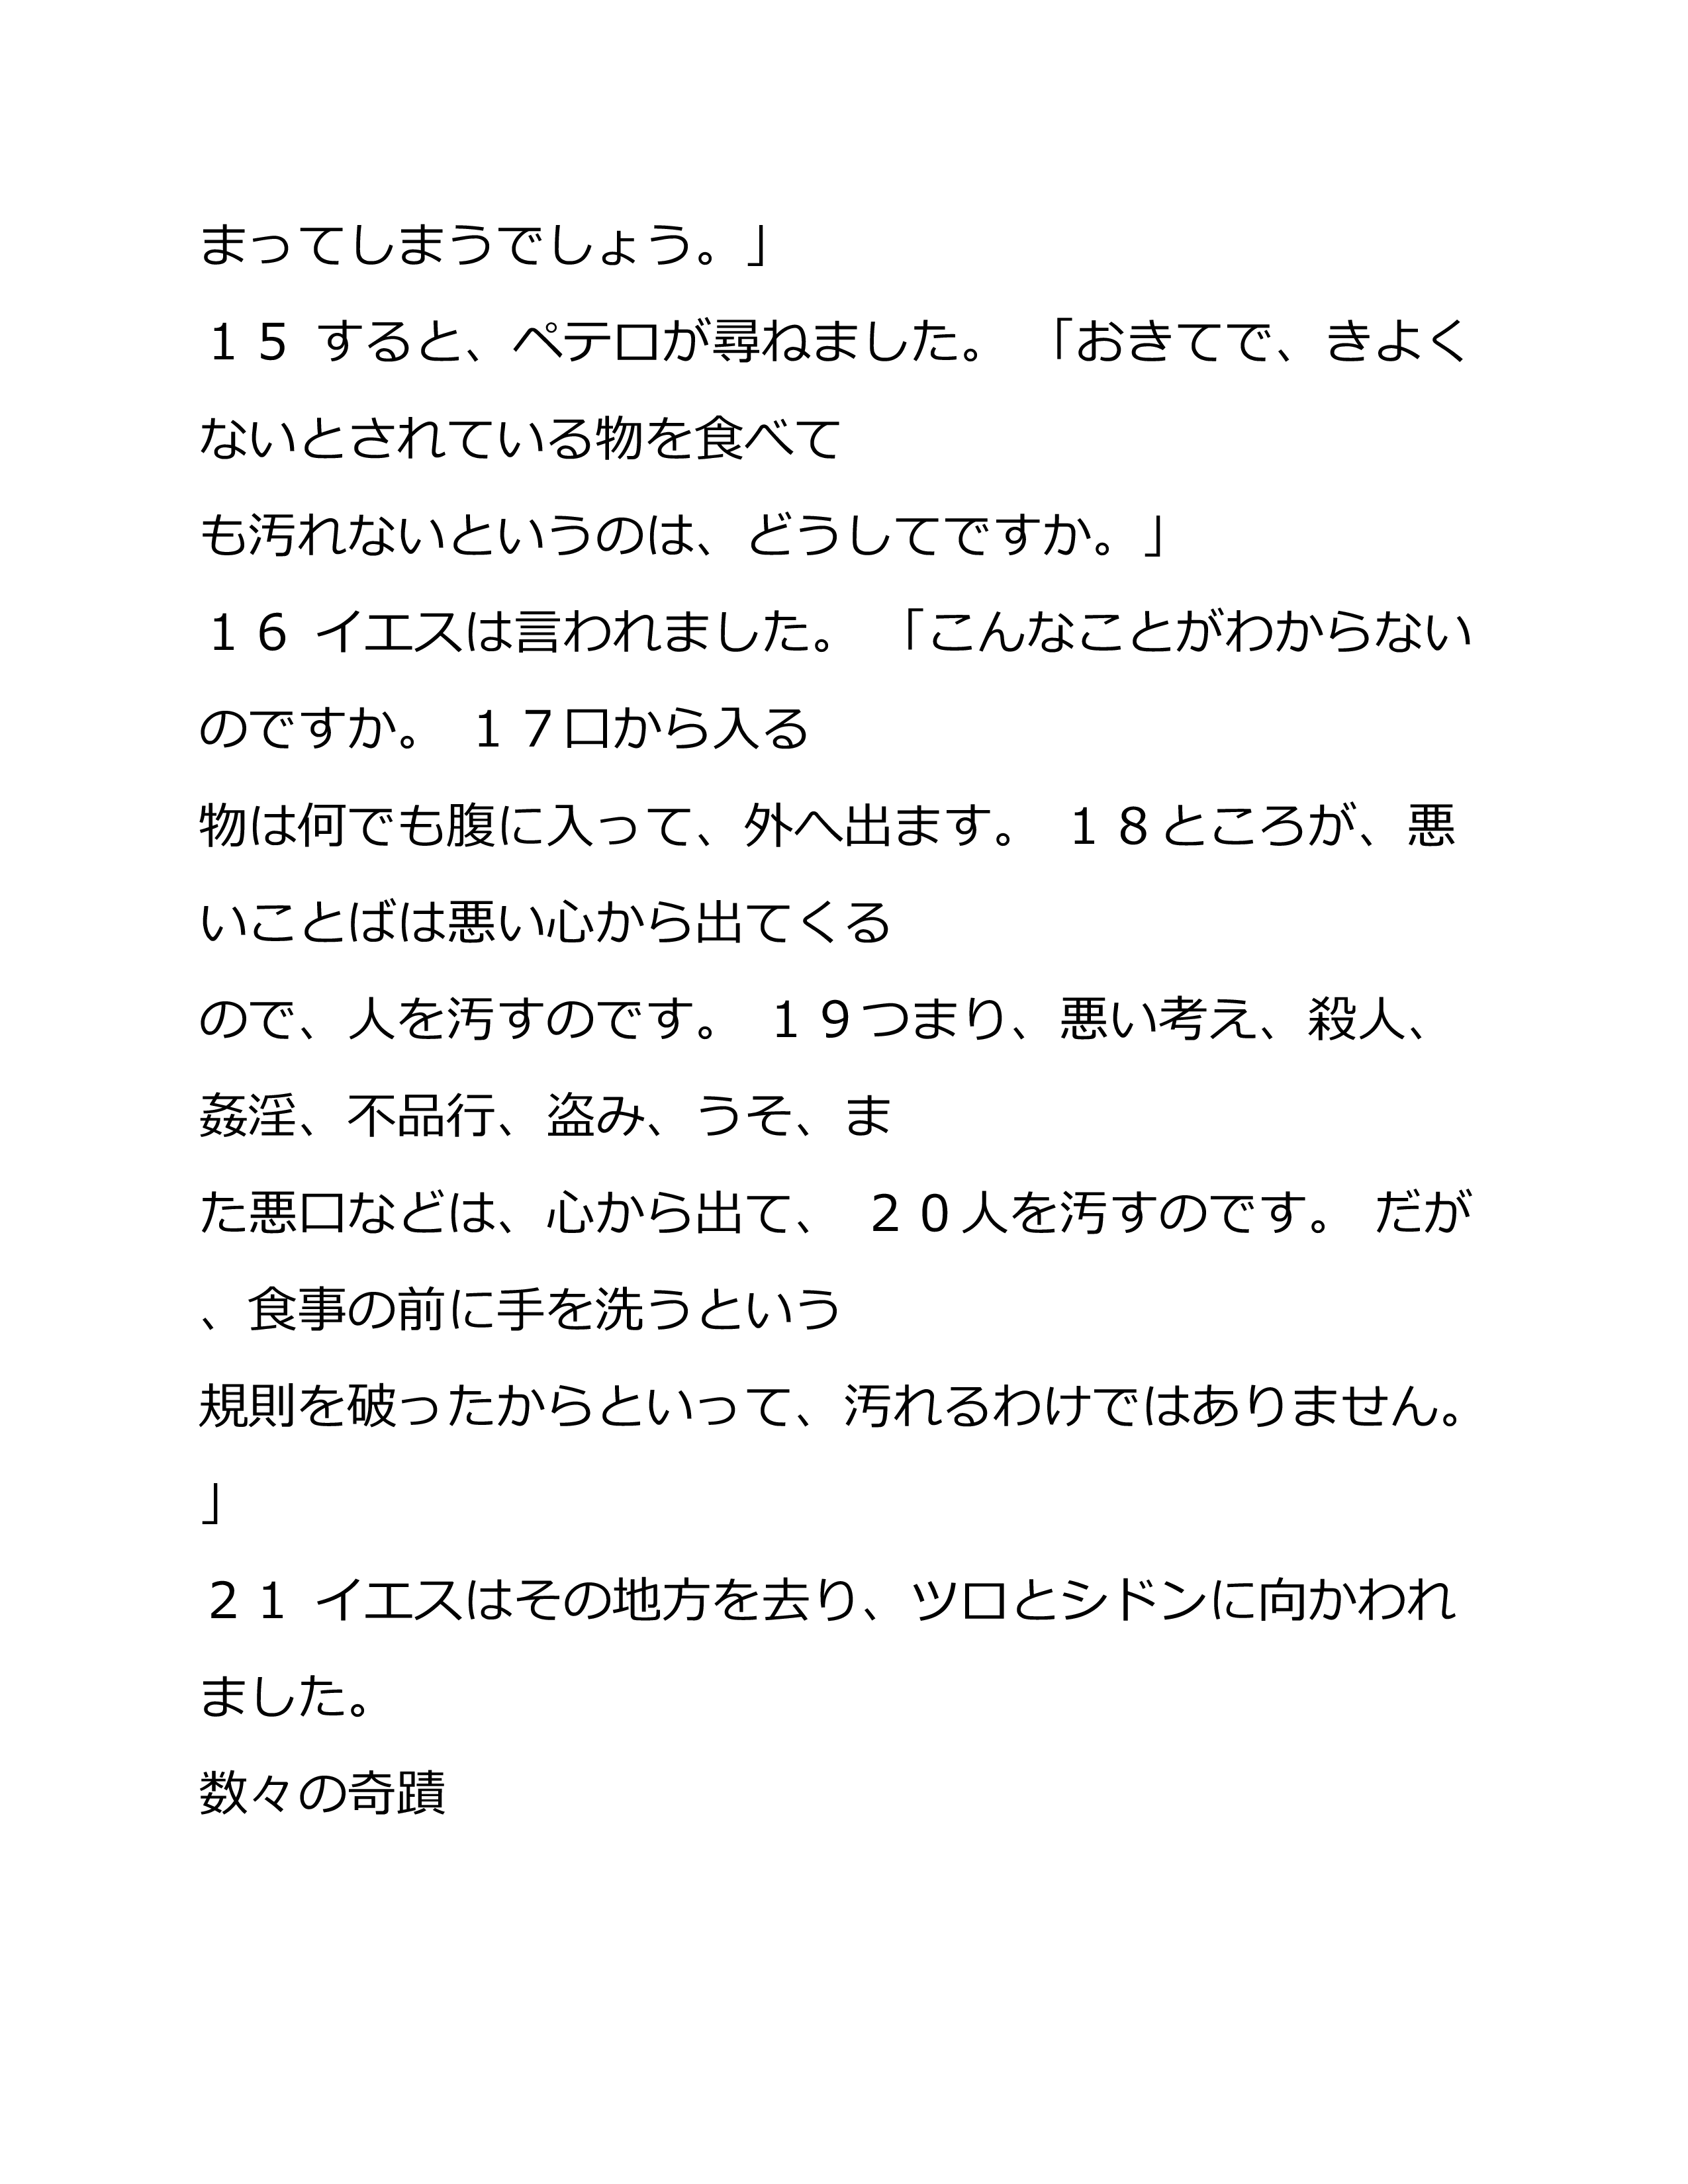 まってしまうでしょう。」
１５ すると、ペテロが尋ねました。 「おきてで、きよく
ないとされている物を食べて
も汚れないというのは、どうしてですか。」
１６ イエスは言われました。 「こんなことがわからない
のですか。 １７口から入る
物は何でも腹に入って、外へ出ます。 １８ところが、悪
いことばは悪い心から出てくる
ので、人を汚すのです。 １９つまり、悪い考え、殺人、
姦淫、不品行、盗み、うそ、ま
た悪口などは、心から出て、 ２０人を汚すのです。 だが
、食事の前に手を洗うという
規則を破ったからといって、汚れるわけではありません。
」
２１ イエスはその地方を去り、ツロとシドンに向かわれ
ました。
数々の奇蹟